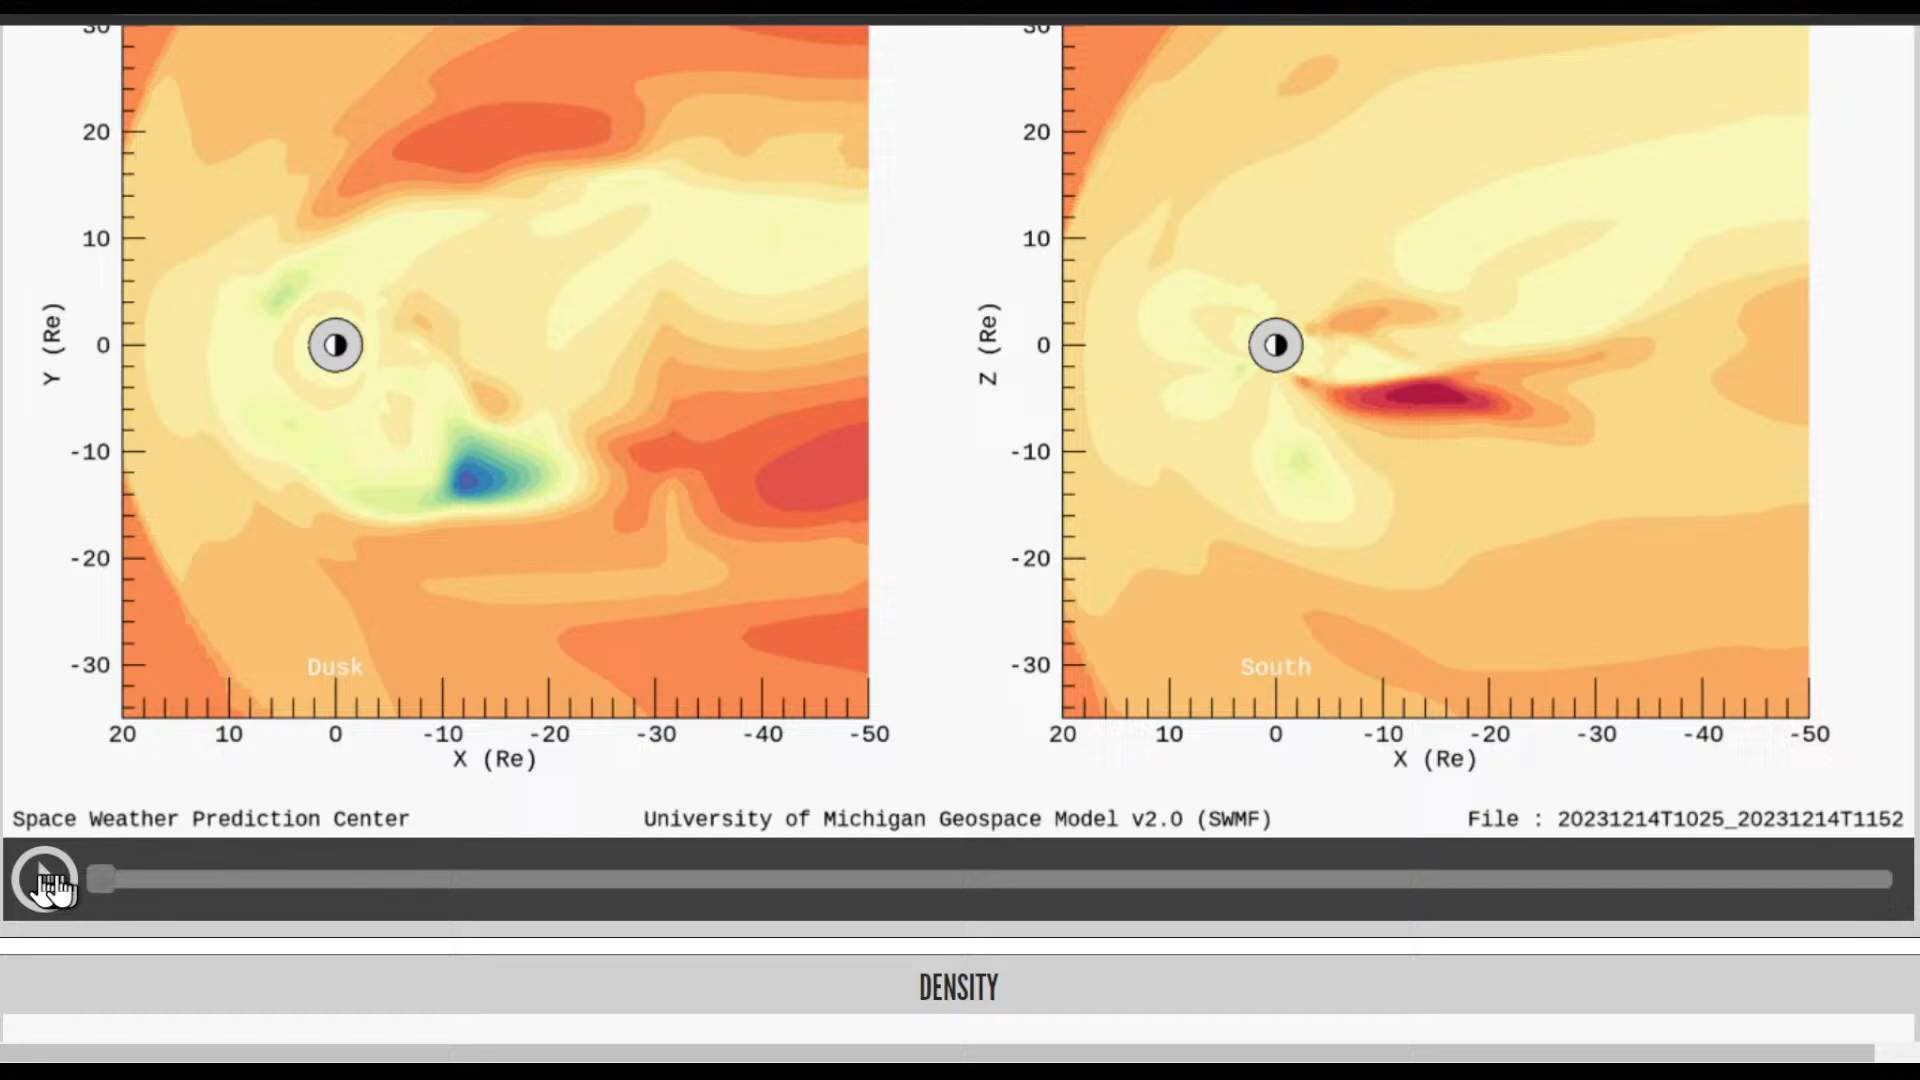 30
20
10
0
-10
-20
-30
Y (Re)
Dusk
20 10 0 -10 -20 -30 -40 -50
X (Re)
30
20
10
0
-10
-20
-30
Z (Re)
South
20 10 0 -10 -20 -30 -40 -50
X (Re)
Space Weather Prediction Center
University of Michigan Geospace Model v2.0 (SWMF)
File : 20231214T1025_20231214T1152
DENSITY